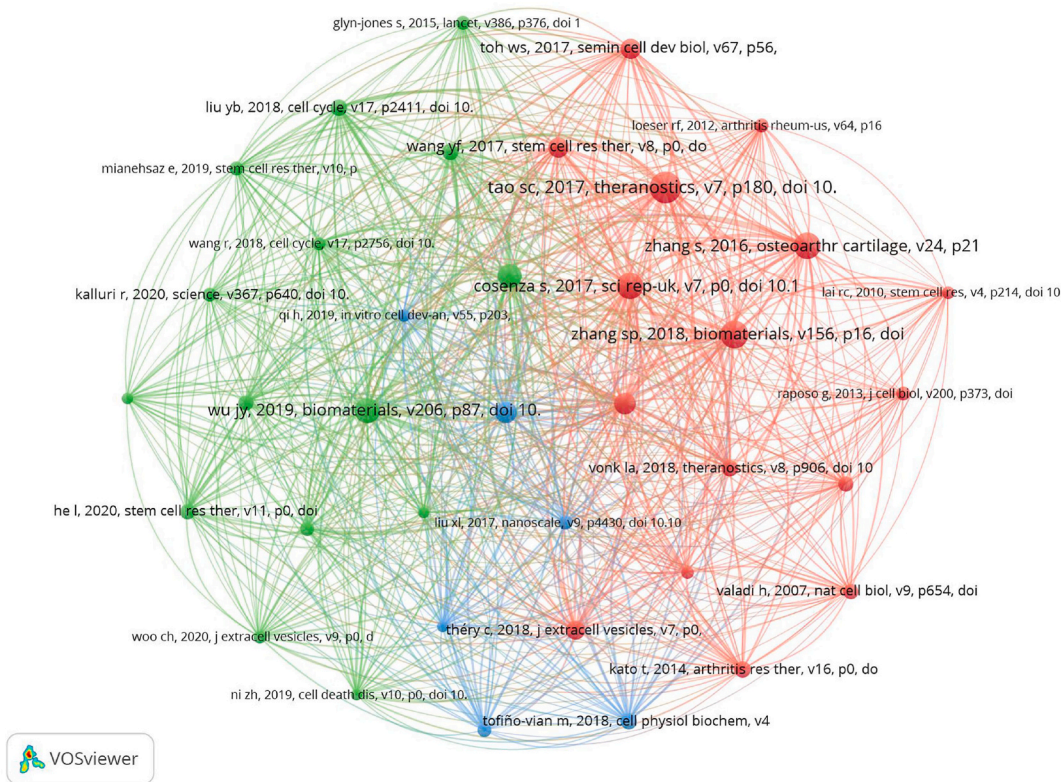 glyn-jones s, 2015, lancet, v386, p376, doi 1
toh ws, 2017, semin cell dev biol, v67, p56,
liu yb, 2018, cell cycle, v17, p2411, doi 10.
loeser rf, 2012, arthritis rheum-us, v64, p16
wang yf, 2017, stem cell res ther, v8, p0, do
mianehsaz e, 2019, stem cell res ther, v10, p
tao sc, 2017, theranostics, v7, p180, doi 10.
wang r, 2018, cell cycle, v17, p2756, doi 10.
zhang s, 2016, osteoarthr cartilage, v24, p21
cosenza s, 2017, sci rep-uk, v7, p0, doi 10.1
kalluri r, 2020, science, v367, p640, doi 10.
lai rc, 2010, stem cell res, v4, p214, doi 10
qi h, 2019, in vitro cell dev-an, v55, p203,
zhang sp, 2018, biomaterials, v156, p16, doi
raposo g, 2013, j cell biol, v200, p373, doi
wu jy, 2019, biomaterials, v206, p87, doi 10.
vonk la, 2018, theranostics, v8, p906, doi 10
he l, 2020, stem cell res ther, v11, p0, doi
liu xl, 2017, nanoscale, v9, p4430, doi 10.10
valadi h, 2007, nat cell biol, v9, p654, doi
théry c, 2018, j extracell vesicles, v7, p0,
woo ch, 2020, j extracell vesicles, v9, p0, d
kato t, 2014, arthritis res ther, v16, p0, do
ni zh, 2019, cell death dis, v10, p0, doi 10.
tofiño-vian m, 2018, cell physiol biochem, v4
VOSviewer